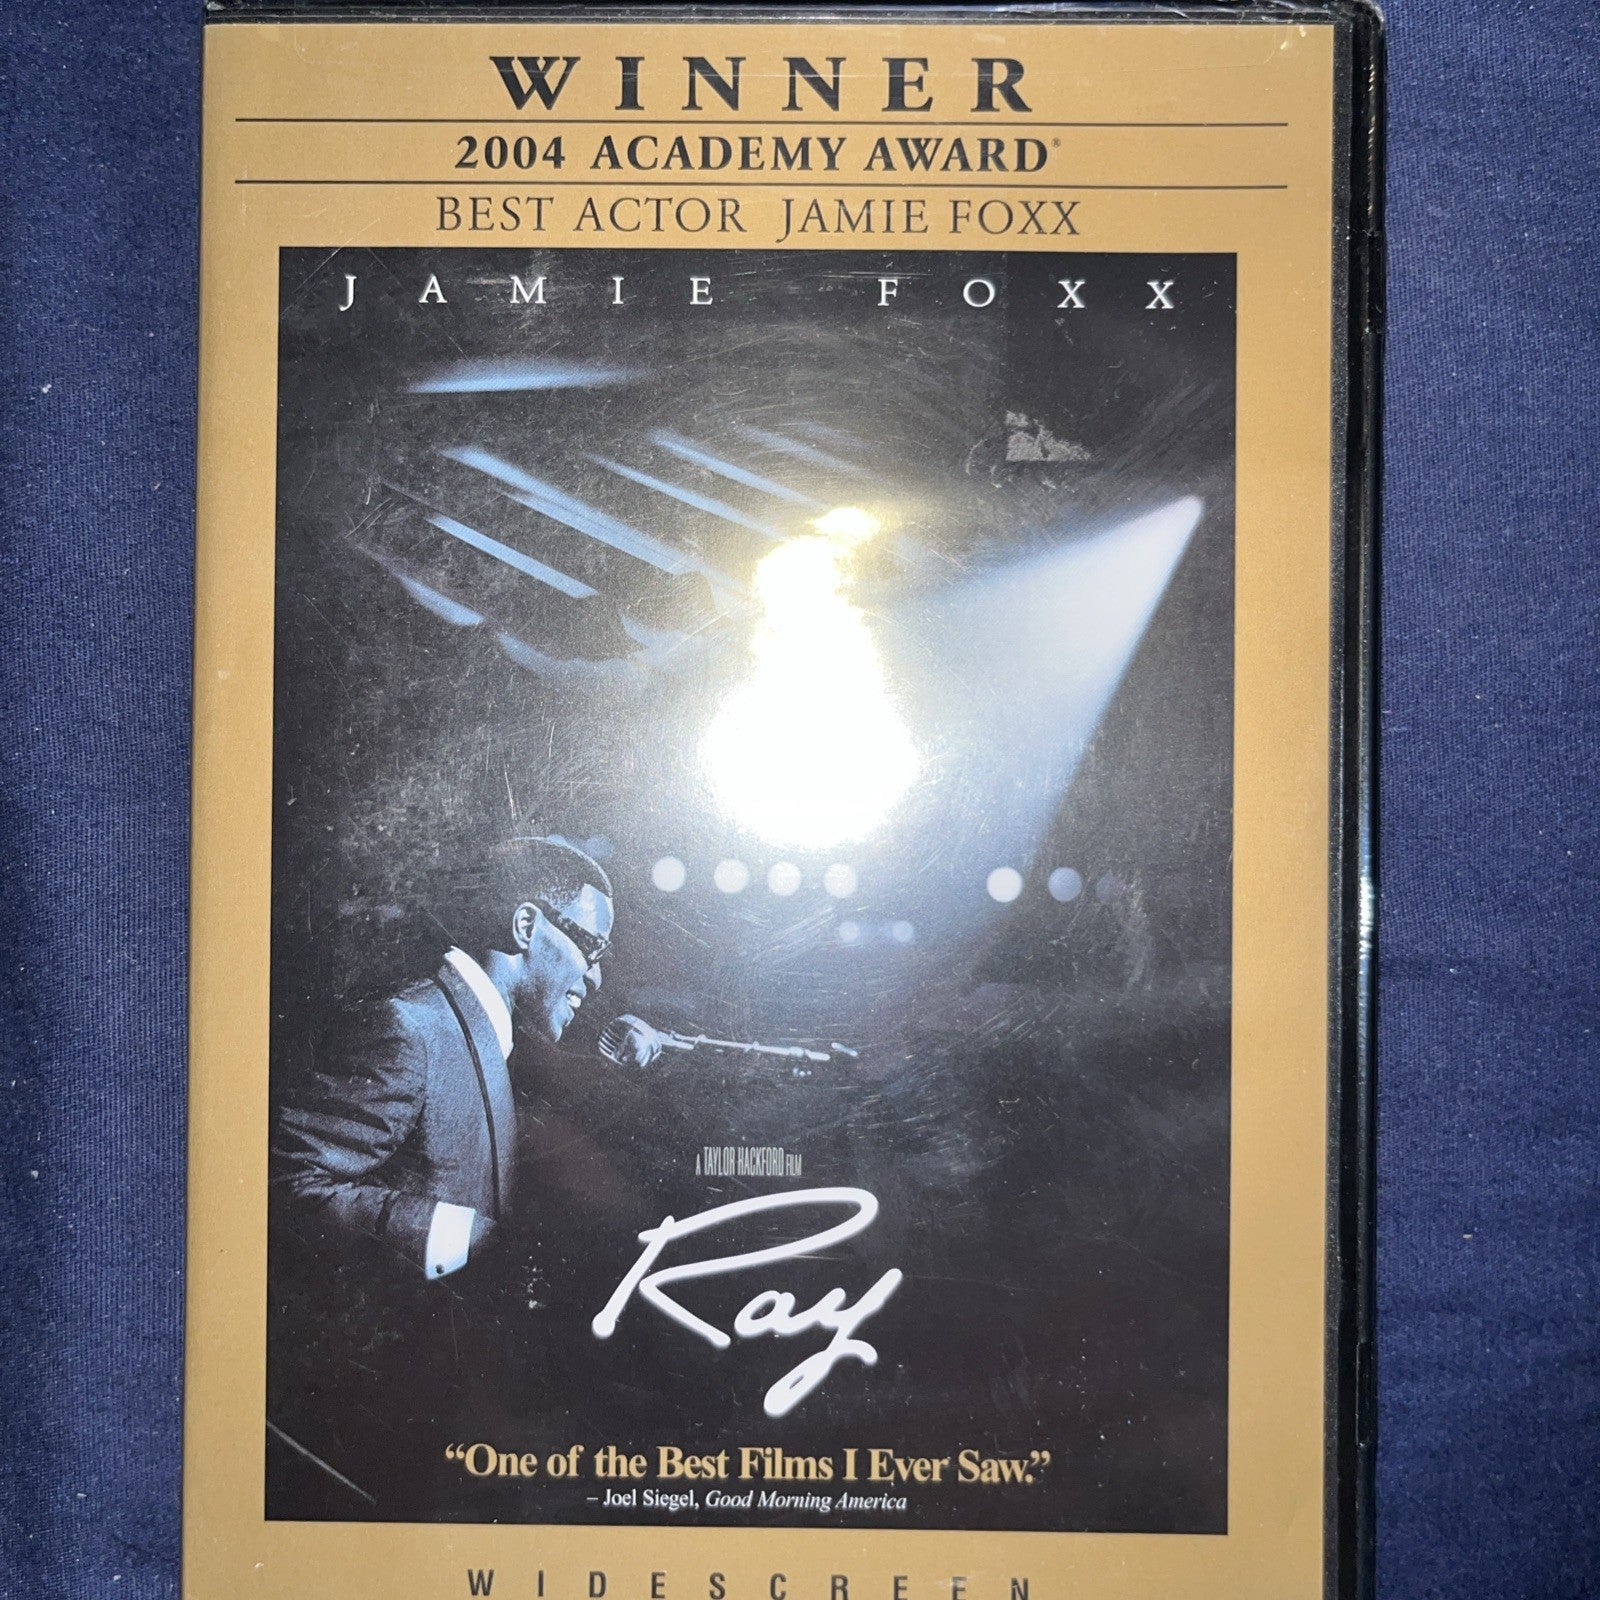 WINNER
2004 ACADEMY AWARD®
BEST ACTOR JAMIE FOXX
JAMIE FOXX
A TAYLOR HACKFORD FILM
Ray
“One of the Best Films I Ever Saw.”
– Joel Siegel, Good Morning America
WIDESCREEN